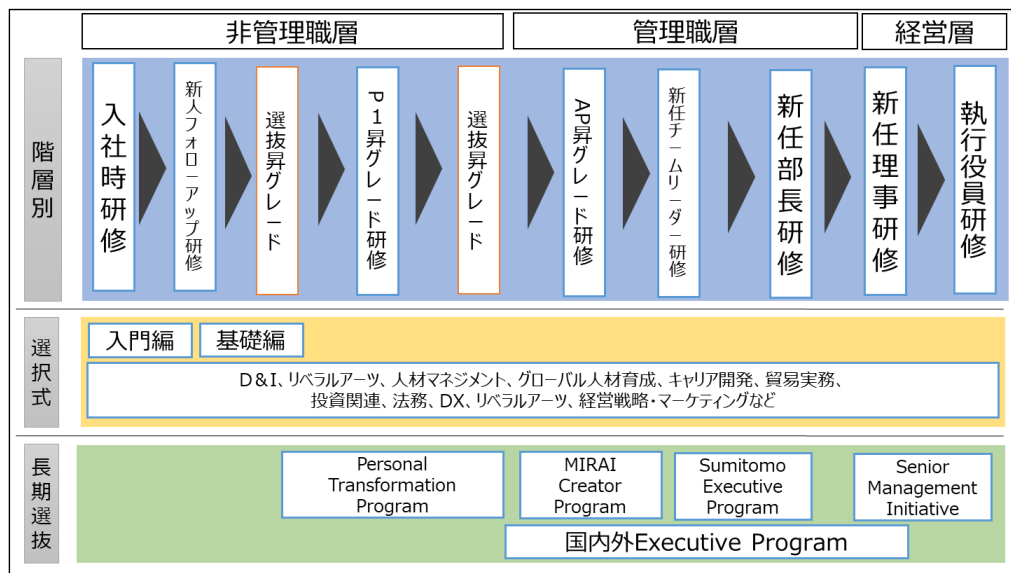 非管理職層
管理職層
経営層
階層別
入社時研修
新人フォローアップ研修
選抜昇グレード
P1昇グレード研修
選抜昇グレード
AP昇グレード研修
新任チームリーダー研修
新任部長研修
新任理事研修
執行役員研修
選択式
入門編
基礎編
D&I、リベラルアーツ、人材マネジメント、グローバル人材育成、キャリア開発、貿易実務、
投資関連、法務、DX、リベラルアーツ、経営戦略・マーケティングなど
長期選抜
Personal
Transformation
Program
MIRAI
Creator
Program
Sumitomo
Executive
Program
Senior
Management
Initiative
国内外Executive Program